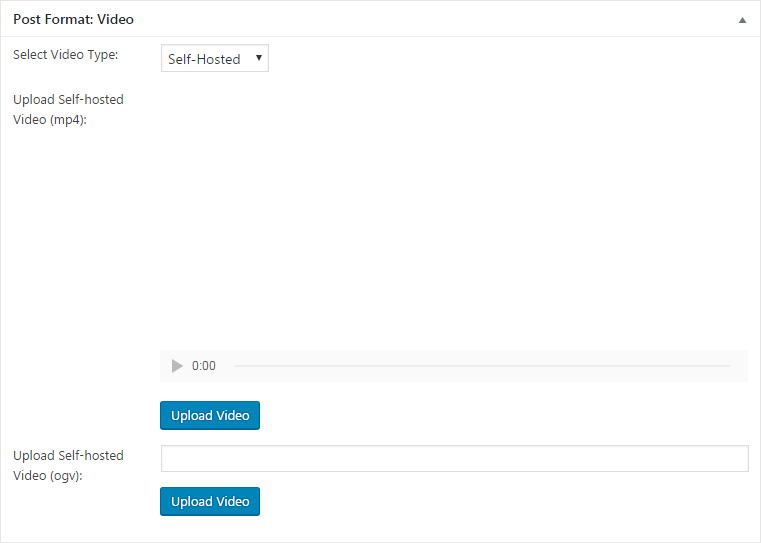 Post Format: Video
Select Video Type:
Self-Hosted
Upload Self-hosted
Video (mp4):
0:00
Upload Video
Upload Self-hosted
Video (ogv):
Upload Video